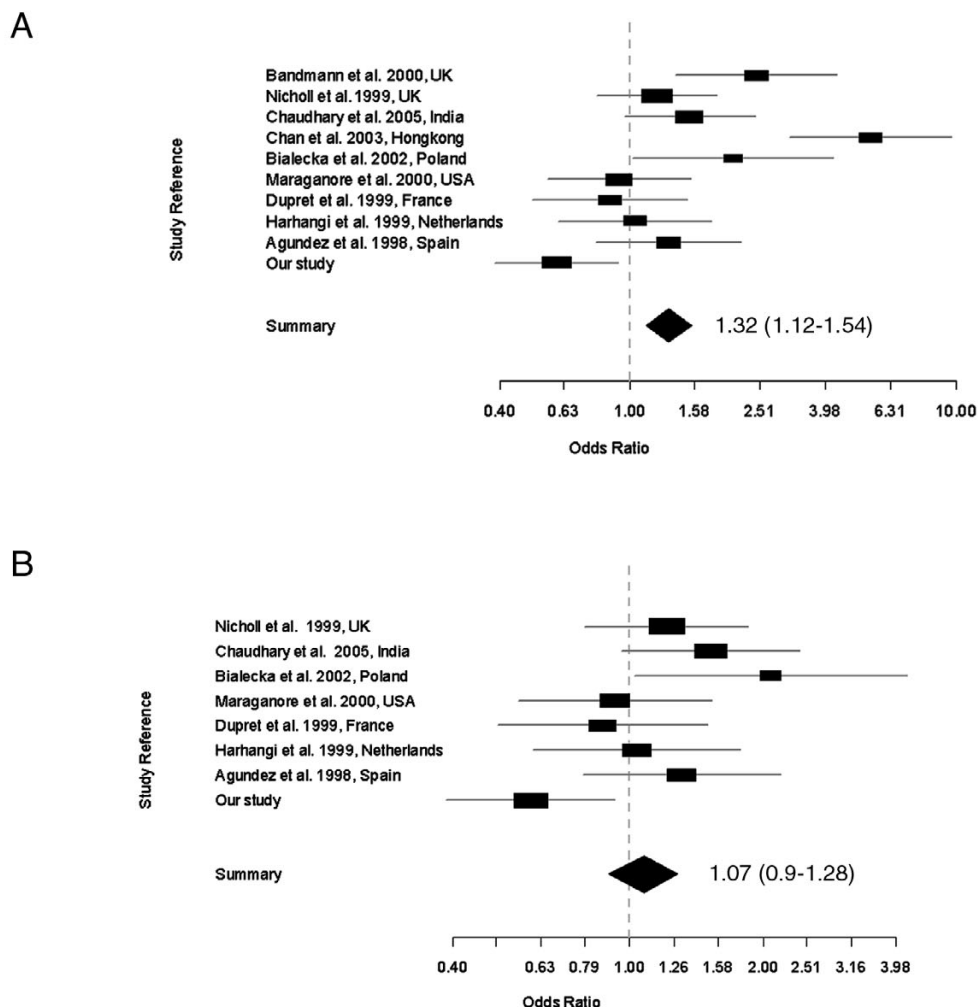 A
Study Reference
Bandmann et al. 2000, UK
Nicholl et al. 1999, UK
Chaudhary et al. 2005, India
Chan et al. 2003, Hongkong
Bialecka et al. 2002, Poland
Maraganore et al. 2000, USA
Dupret et al. 1999, France
Harhangi et al. 1999, Netherlands
Agundez et al. 1998, Spain
Our study
Summary 1.32 (1.12-1.54)
0.40 0.63 1.00 1.58 2.51 3.98 6.31 10.00
Odds Ratio
B
Study Reference
Nicholl et al. 1999, UK
Chaudhary et al. 2005, India
Bialecka et al. 2002, Poland
Maraganore et al. 2000, USA
Dupret et al. 1999, France
Harhangi et al. 1999, Netherlands
Agundez et al. 1998, Spain
Our study
Summary 1.07 (0.9-1.28)
0.40 0.63 0.79 1.00 1.26 1.58 2.00 2.51 3.16 3.98
Odds Ratio